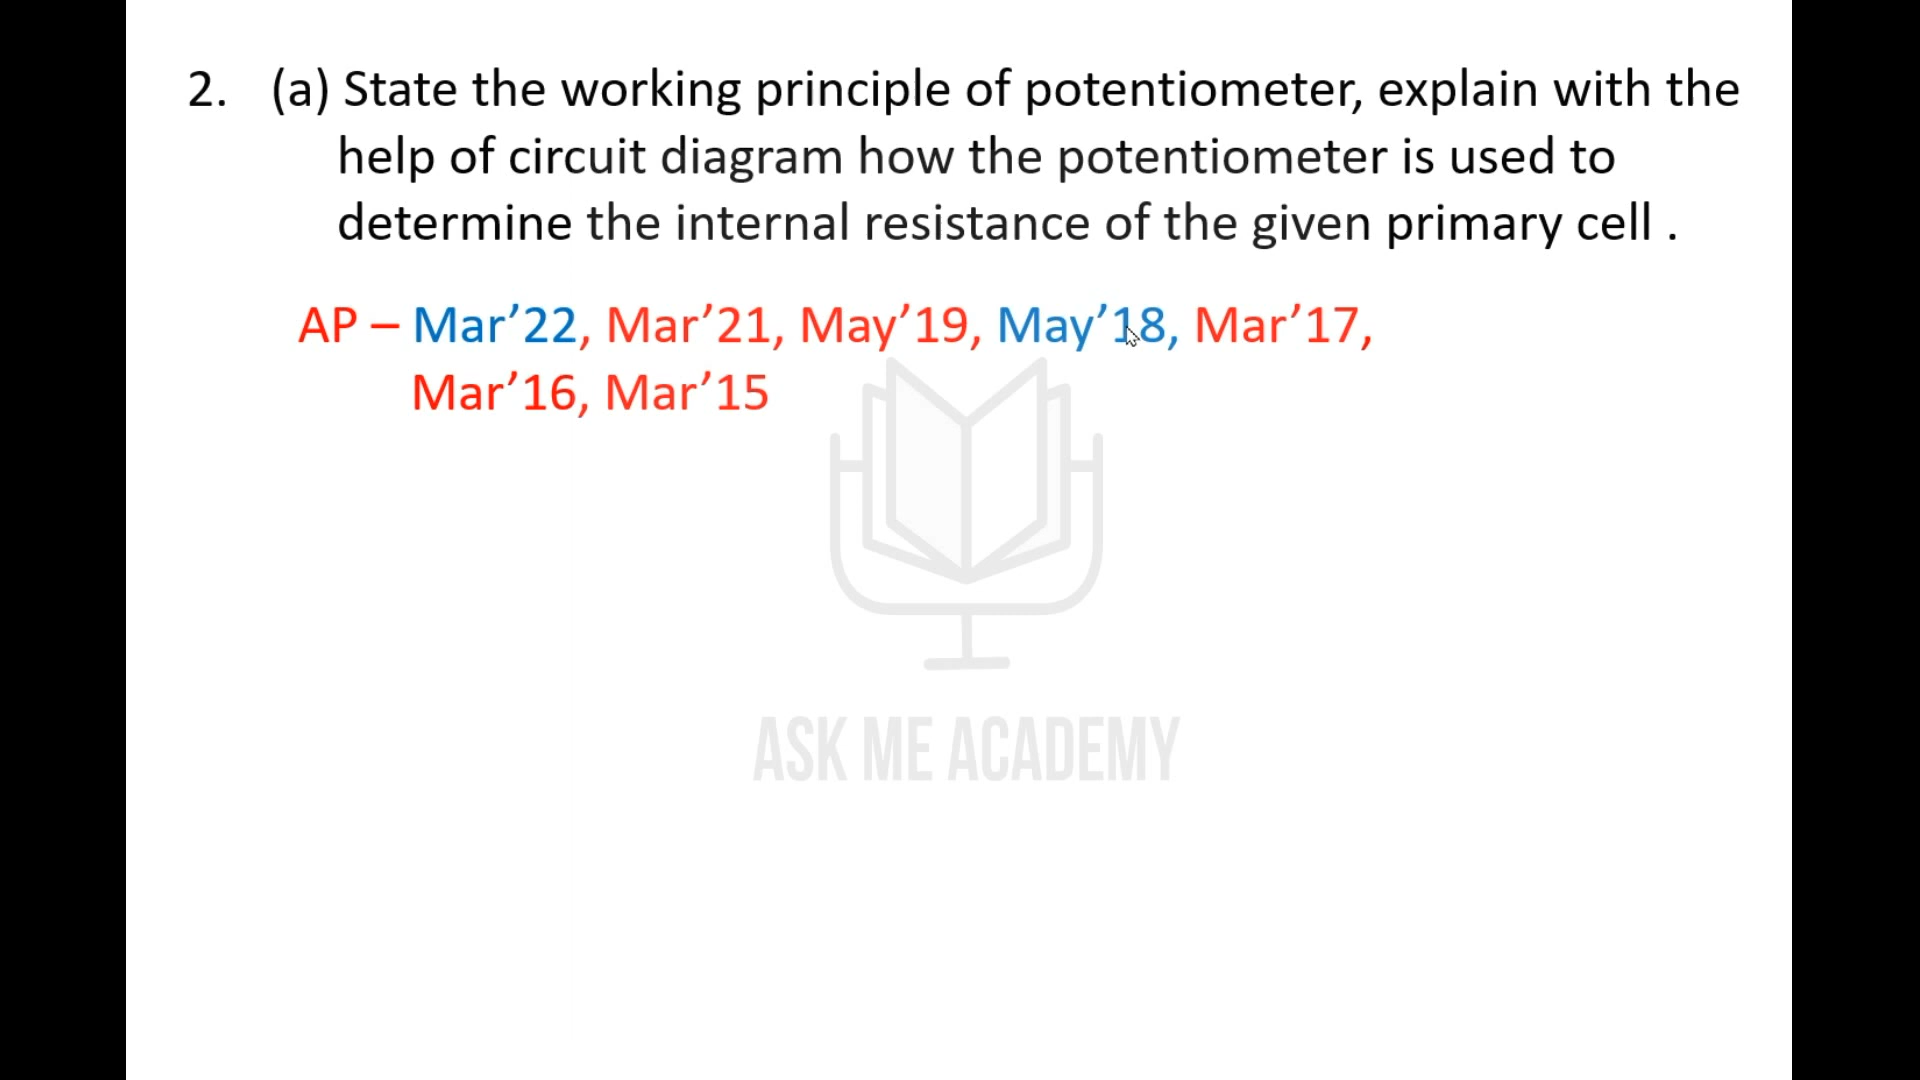 2. (a) State the working principle of potentiometer, explain with the
help of circuit diagram how the potentiometer is used to
determine the internal resistance of the given primary cell .
AP – Mar’22, Mar’21, May’19, May’18, Mar’17,
Mar’16, Mar’15
ASK ME ACADEMY